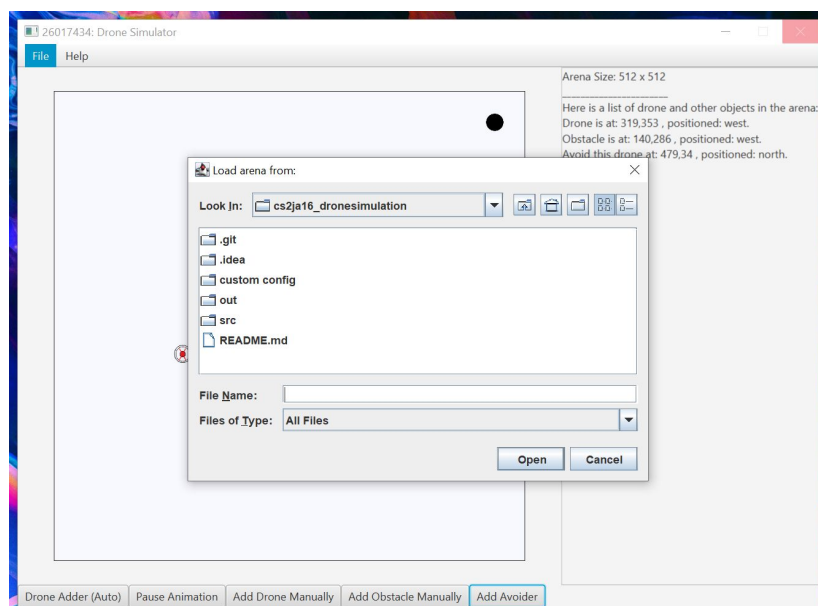 26017434: Drone Simulator
File Help
Arena Size: 512 x 512
________________________
Here is a list of drone and other objects in the arena:
Drone is at: 319,353 , positioned: west.
Obstacle is at: 140,286 , positioned: west.
Avoid this drone at: 479,34 , positioned: north.
Load arena from:
Look In: cs2ja16_dronesimulation
.git
.idea
custom config
out
src
README.md
File Name:
Files of Type: All Files
Open Cancel
Drone Adder (Auto) Pause Animation Add Drone Manually Add Obstacle Manually Add Avoider